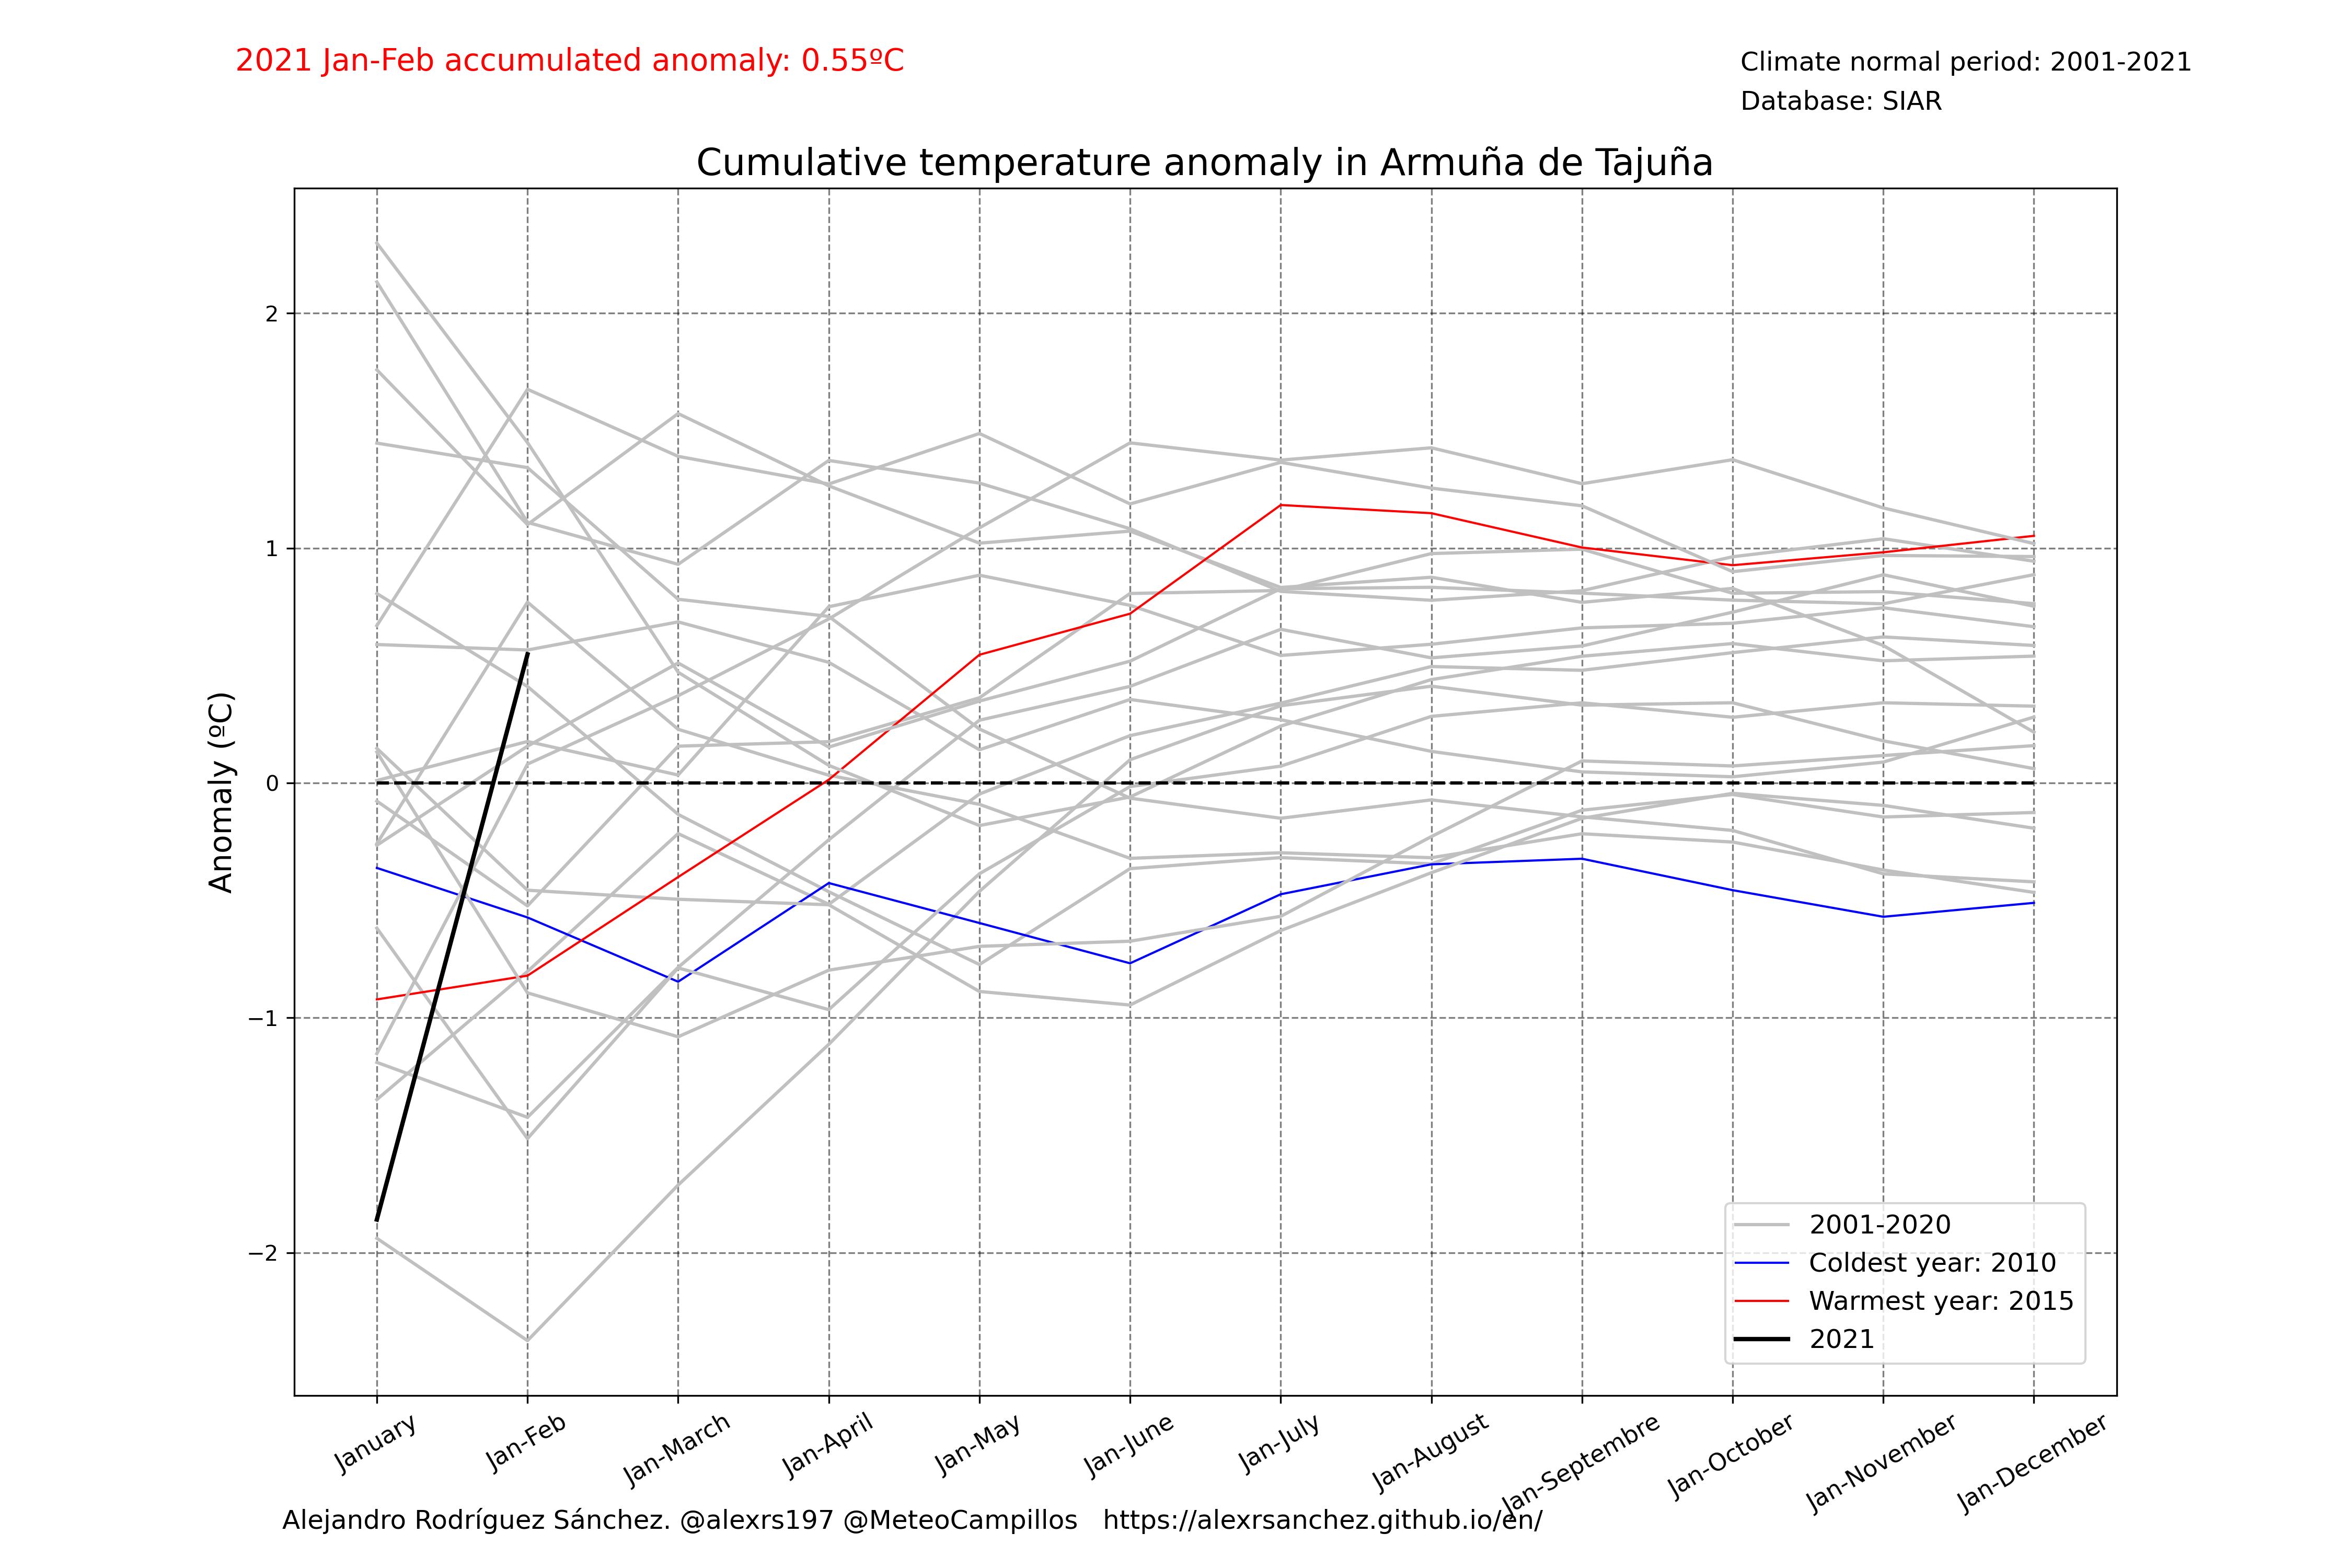 2021 Jan-Feb accumulated anomaly: 0.55ºC
Climate normal period: 2001-2021
Database: SIAR
Cumulative temperature anomaly in Armuña de Tajuña
Anomaly (ºC)
2
1
0
−1
−2
2001-2020
Coldest year: 2010
Warmest year: 2015
2021
January
Jan-Feb
Jan-March
Jan-April
Jan-May
Jan-June
Jan-July
Jan-August
Jan-Septembre
Jan-October
Jan-November
Jan-December
Alejandro Rodríguez Sánchez. @alexrs197 @MeteoCampillos https://alexrsanchez.github.io/en/